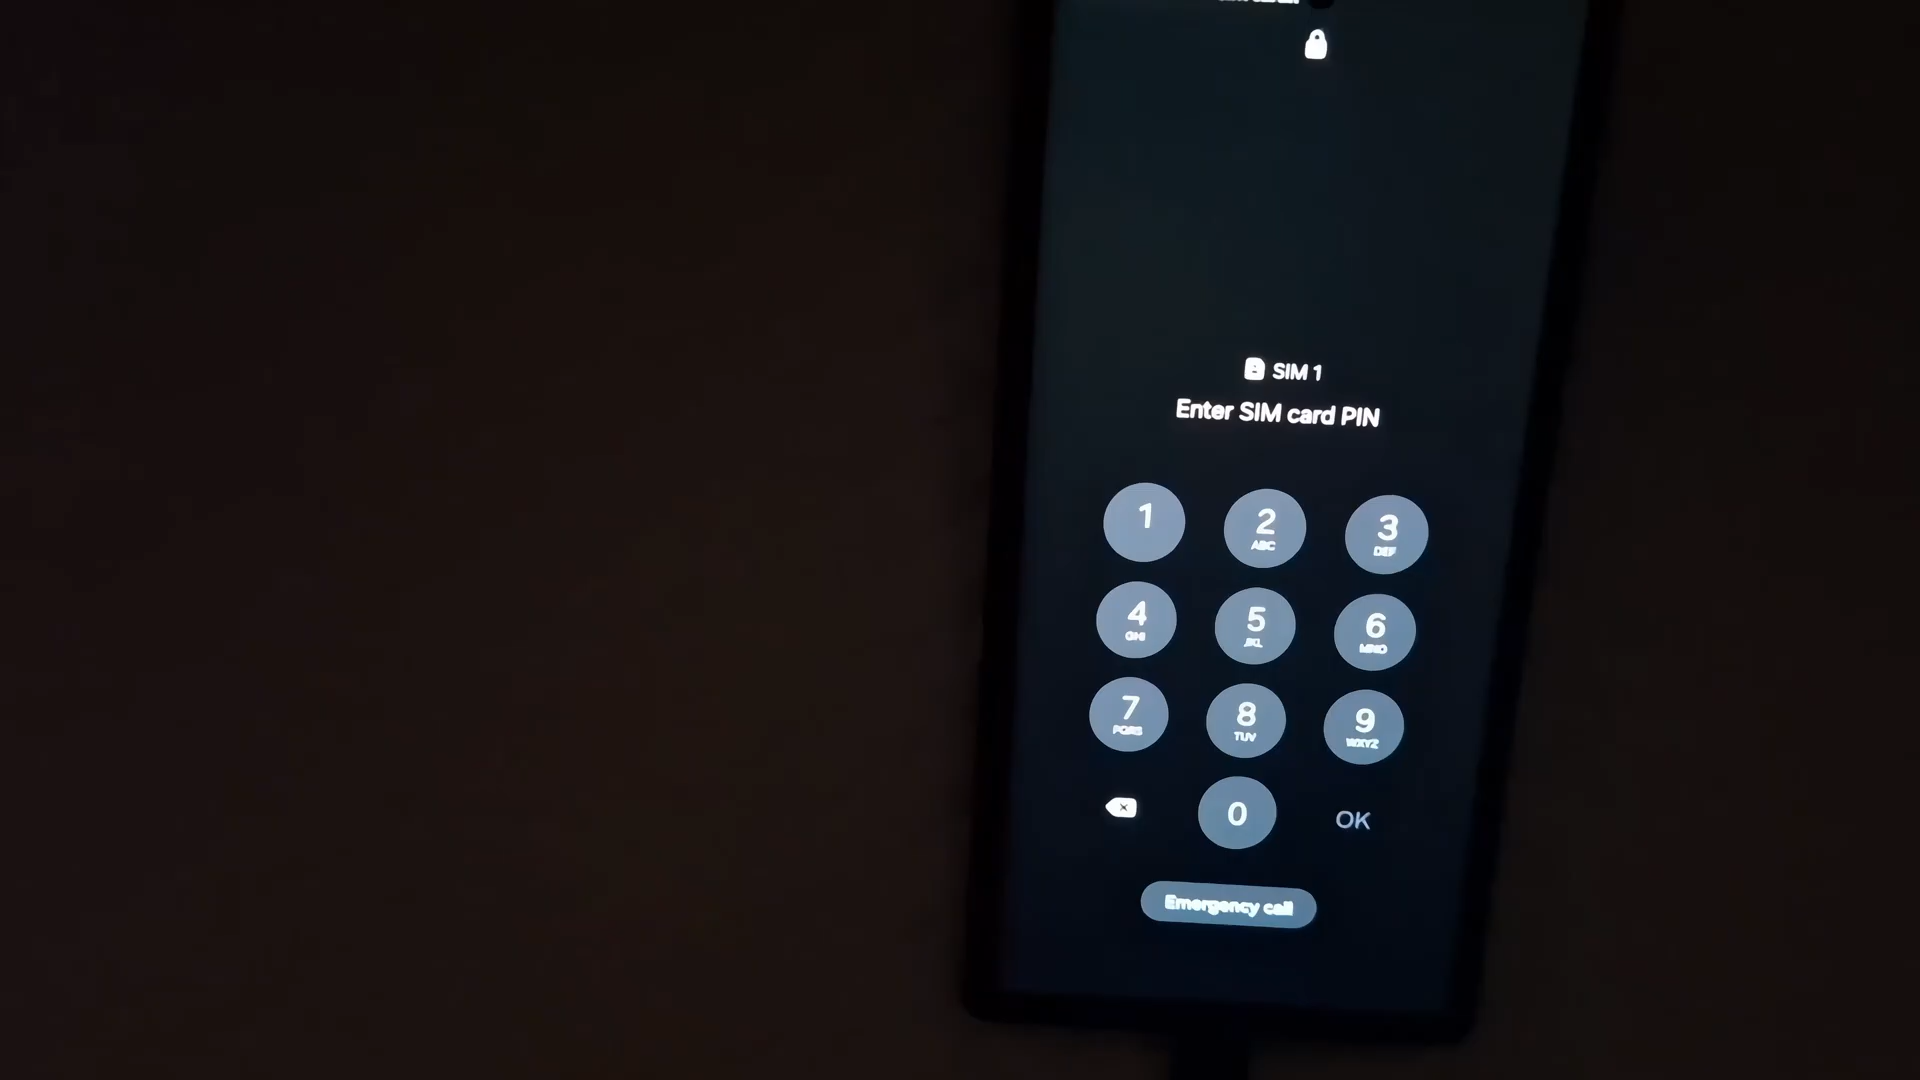 SIM 1
Enter SIM card PIN
1
2
ABC
3
DEF
4
GHI
5
JKL
6
MNO
7
PQRS
8
TUV
9
WXYZ
0
OK
Emergency call